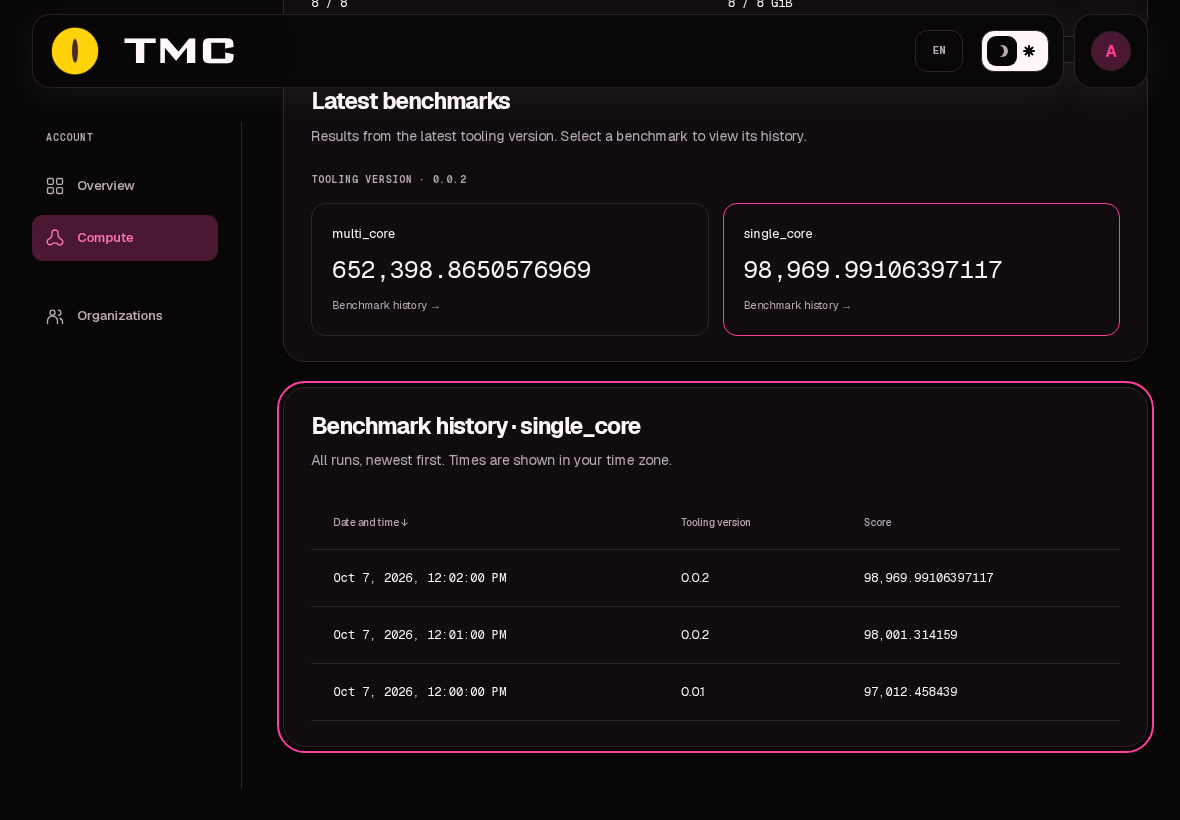 8 / 8
8 / 8 GiB
TMC
EN
A
Latest benchmarks
Results from the latest tooling version. Select a benchmark to view its history.
ACCOUNT
Overview
Compute
Organizations
TOOLING VERSION · 0.0.2
multi_core
652,398.8650576969
Benchmark history →
single_core
98,969.99106397117
Benchmark history →
Benchmark history · single_core
All runs, newest first. Times are shown in your time zone.
Date and time ↓ Tooling version Score
Oct 7, 2026, 12:02:00 PM 0.0.2 98,969.99106397117
Oct 7, 2026, 12:01:00 PM 0.0.2 98,001.314159
Oct 7, 2026, 12:00:00 PM 0.0.1 97,012.458439